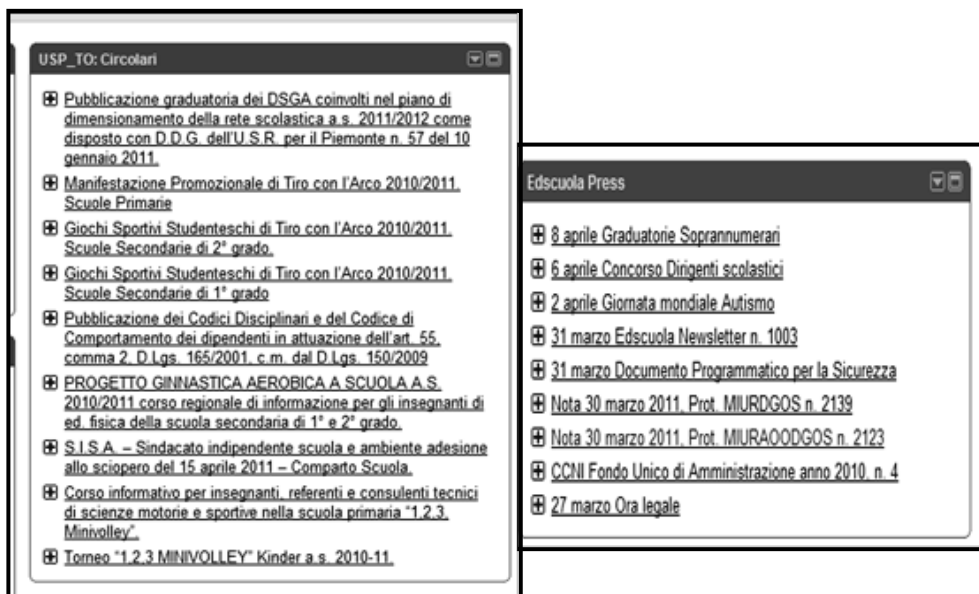 USP_TO: Circolari
Pubblicazione graduatoria dei DSGA coinvolti nel piano di
dimensionamento della rete scolastica a s. 2011/2012 come
disposto con D.D.G. dell'U.S.R. per il Piemonte n. 57 del 10
gennaio 2011.
Manifestazione Promozionale di Tiro con l'Arco 2010/2011.
Scuole Primarie
Giochi Sportivi Studenteschi di Tiro con l'Arco 2010/2011.
Scuole Secondarie di 2° grado.
Giochi Sportivi Studenteschi di Tiro con l'Arco 2010/2011.
Scuole Secondarie di 1° grado
Pubblicazione dei Codici Disciplinari e del Codice di
Comportamento dei dipendenti in attuazione dell'art. 55,
comma 2, D.Lgs. 165/2001, c.m. dal D.Lgs. 150/2009
PROGETTO GINNASTICA AEROBICA A SCUOLA A.S.
2010/2011 corso regionale di informazione per gli insegnanti di
ed. fisica della scuola secondaria di 1° e 2° grado.
S.I.S.A. – Sindacato indipendente scuola e ambiente adesione
allo sciopero del 15 aprile 2011 – Comparto Scuola.
Corso informativo per insegnanti, referenti e consulenti tecnici
di scienze motorie e sportive nella scuola primaria "1,2,3,
Minivolley".
Torneo "1,2,3 MINIVOLLEY" Kinder a.s. 2010-11.
Edscuola Press
8 aprile Graduatorie Soprannumerari
6 aprile Concorso Dirigenti scolastici
2 aprile Giornata mondiale Autismo
31 marzo Edscuola Newsletter n. 1003
31 marzo Documento Programmatico per la Sicurezza
Nota 30 marzo 2011, Prot. MIURDGOS n. 2139
Nota 30 marzo 2011, Prot. MIURAOODGOS n. 2123
CCNI Fondo Unico di Amministrazione anno 2010, n. 4
27 marzo Ora legale